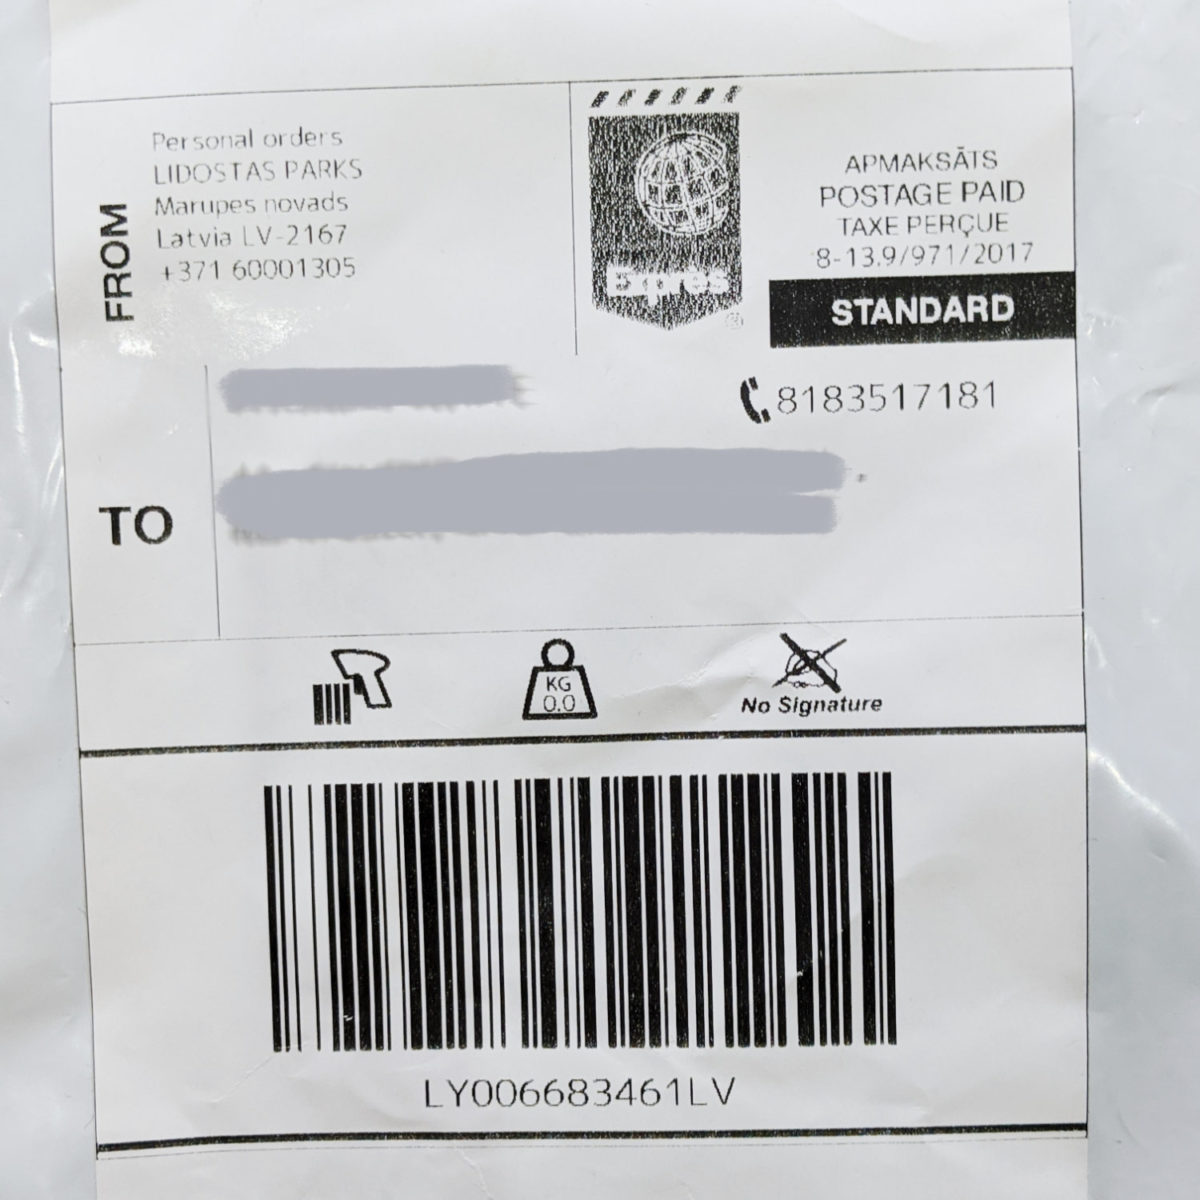 FROM
Personal orders
LIDOSTAS PARKS
Marupes novads
Latvia LV-2167
+371 60001305
Exprès
®
APMAKSĀTS
POSTAGE PAID
TAXE PERÇUE
8-13.9/971/2017
STANDARD
8183517181
TO
KG
0.0
No Signature
LY006683461LV